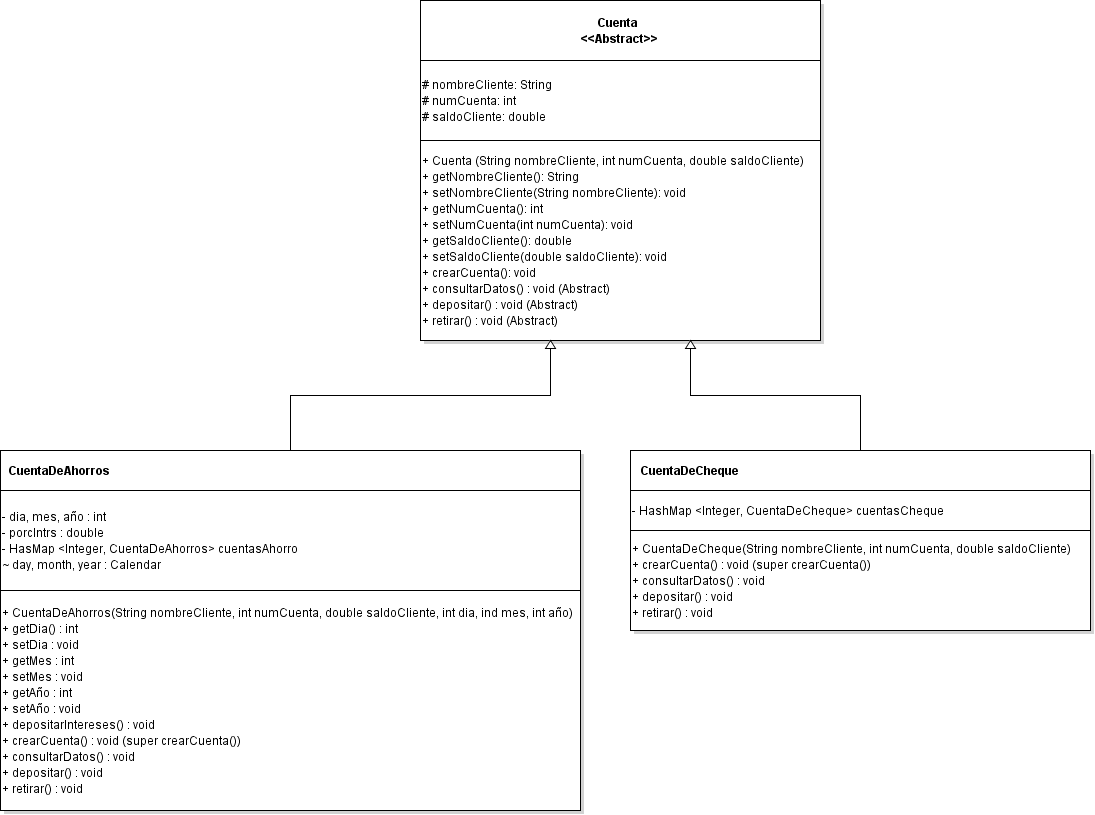 Cuenta
<<Abstract>>
# nombreCliente: String
# numCuenta: int
# saldoCliente: double
+ Cuenta (String nombreCliente, int numCuenta, double saldoCliente)
+ getNombreCliente(): String
+ setNombreCliente(String nombreCliente): void
+ getNumCuenta(): int
+ setNumCuenta(int numCuenta): void
+ getSaldoCliente(): double
+ setSaldoCliente(double saldoCliente): void
+ crearCuenta(): void
+ consultarDatos() : void (Abstract)
+ depositar() : void (Abstract)
+ retirar() : void (Abstract)
CuentaDeAhorros
- dia, mes, año : int
- porcIntrs : double
- HasMap <Integer, CuentaDeAhorros> cuentasAhorro
~ day, month, year : Calendar
+ CuentaDeAhorros(String nombreCliente, int numCuenta, double saldoCliente, int dia, ind mes, int año)
+ getDia() : int
+ setDia : void
+ getMes : int
+ setMes : void
+ getAño : int
+ setAño : void
+ depositarIntereses() : void
+ crearCuenta() : void (super crearCuenta())
+ consultarDatos() : void
+ depositar() : void
+ retirar() : void
CuentaDeCheque
- HashMap <Integer, CuentaDeCheque> cuentasCheque
+ CuentaDeCheque(String nombreCliente, int numCuenta, double saldoCliente)
+ crearCuenta() : void (super crearCuenta())
+ consultarDatos() : void
+ depositar() : void
+ retirar() : void